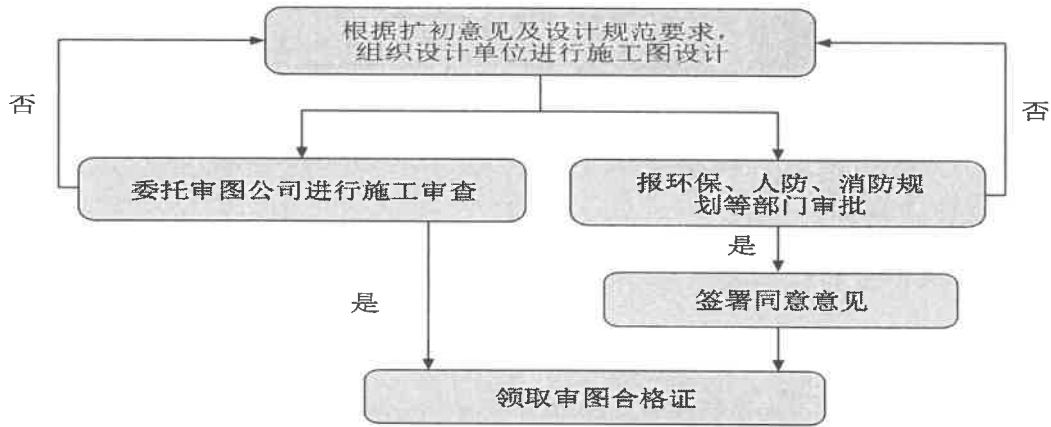 根据扩初意见及设计规范要求，
组织设计单位进行施工图设计
否
否
委托审图公司进行施工审查
报环保、人防、消防规
划等部门审批
是
签署同意意见
是
领取审图合格证